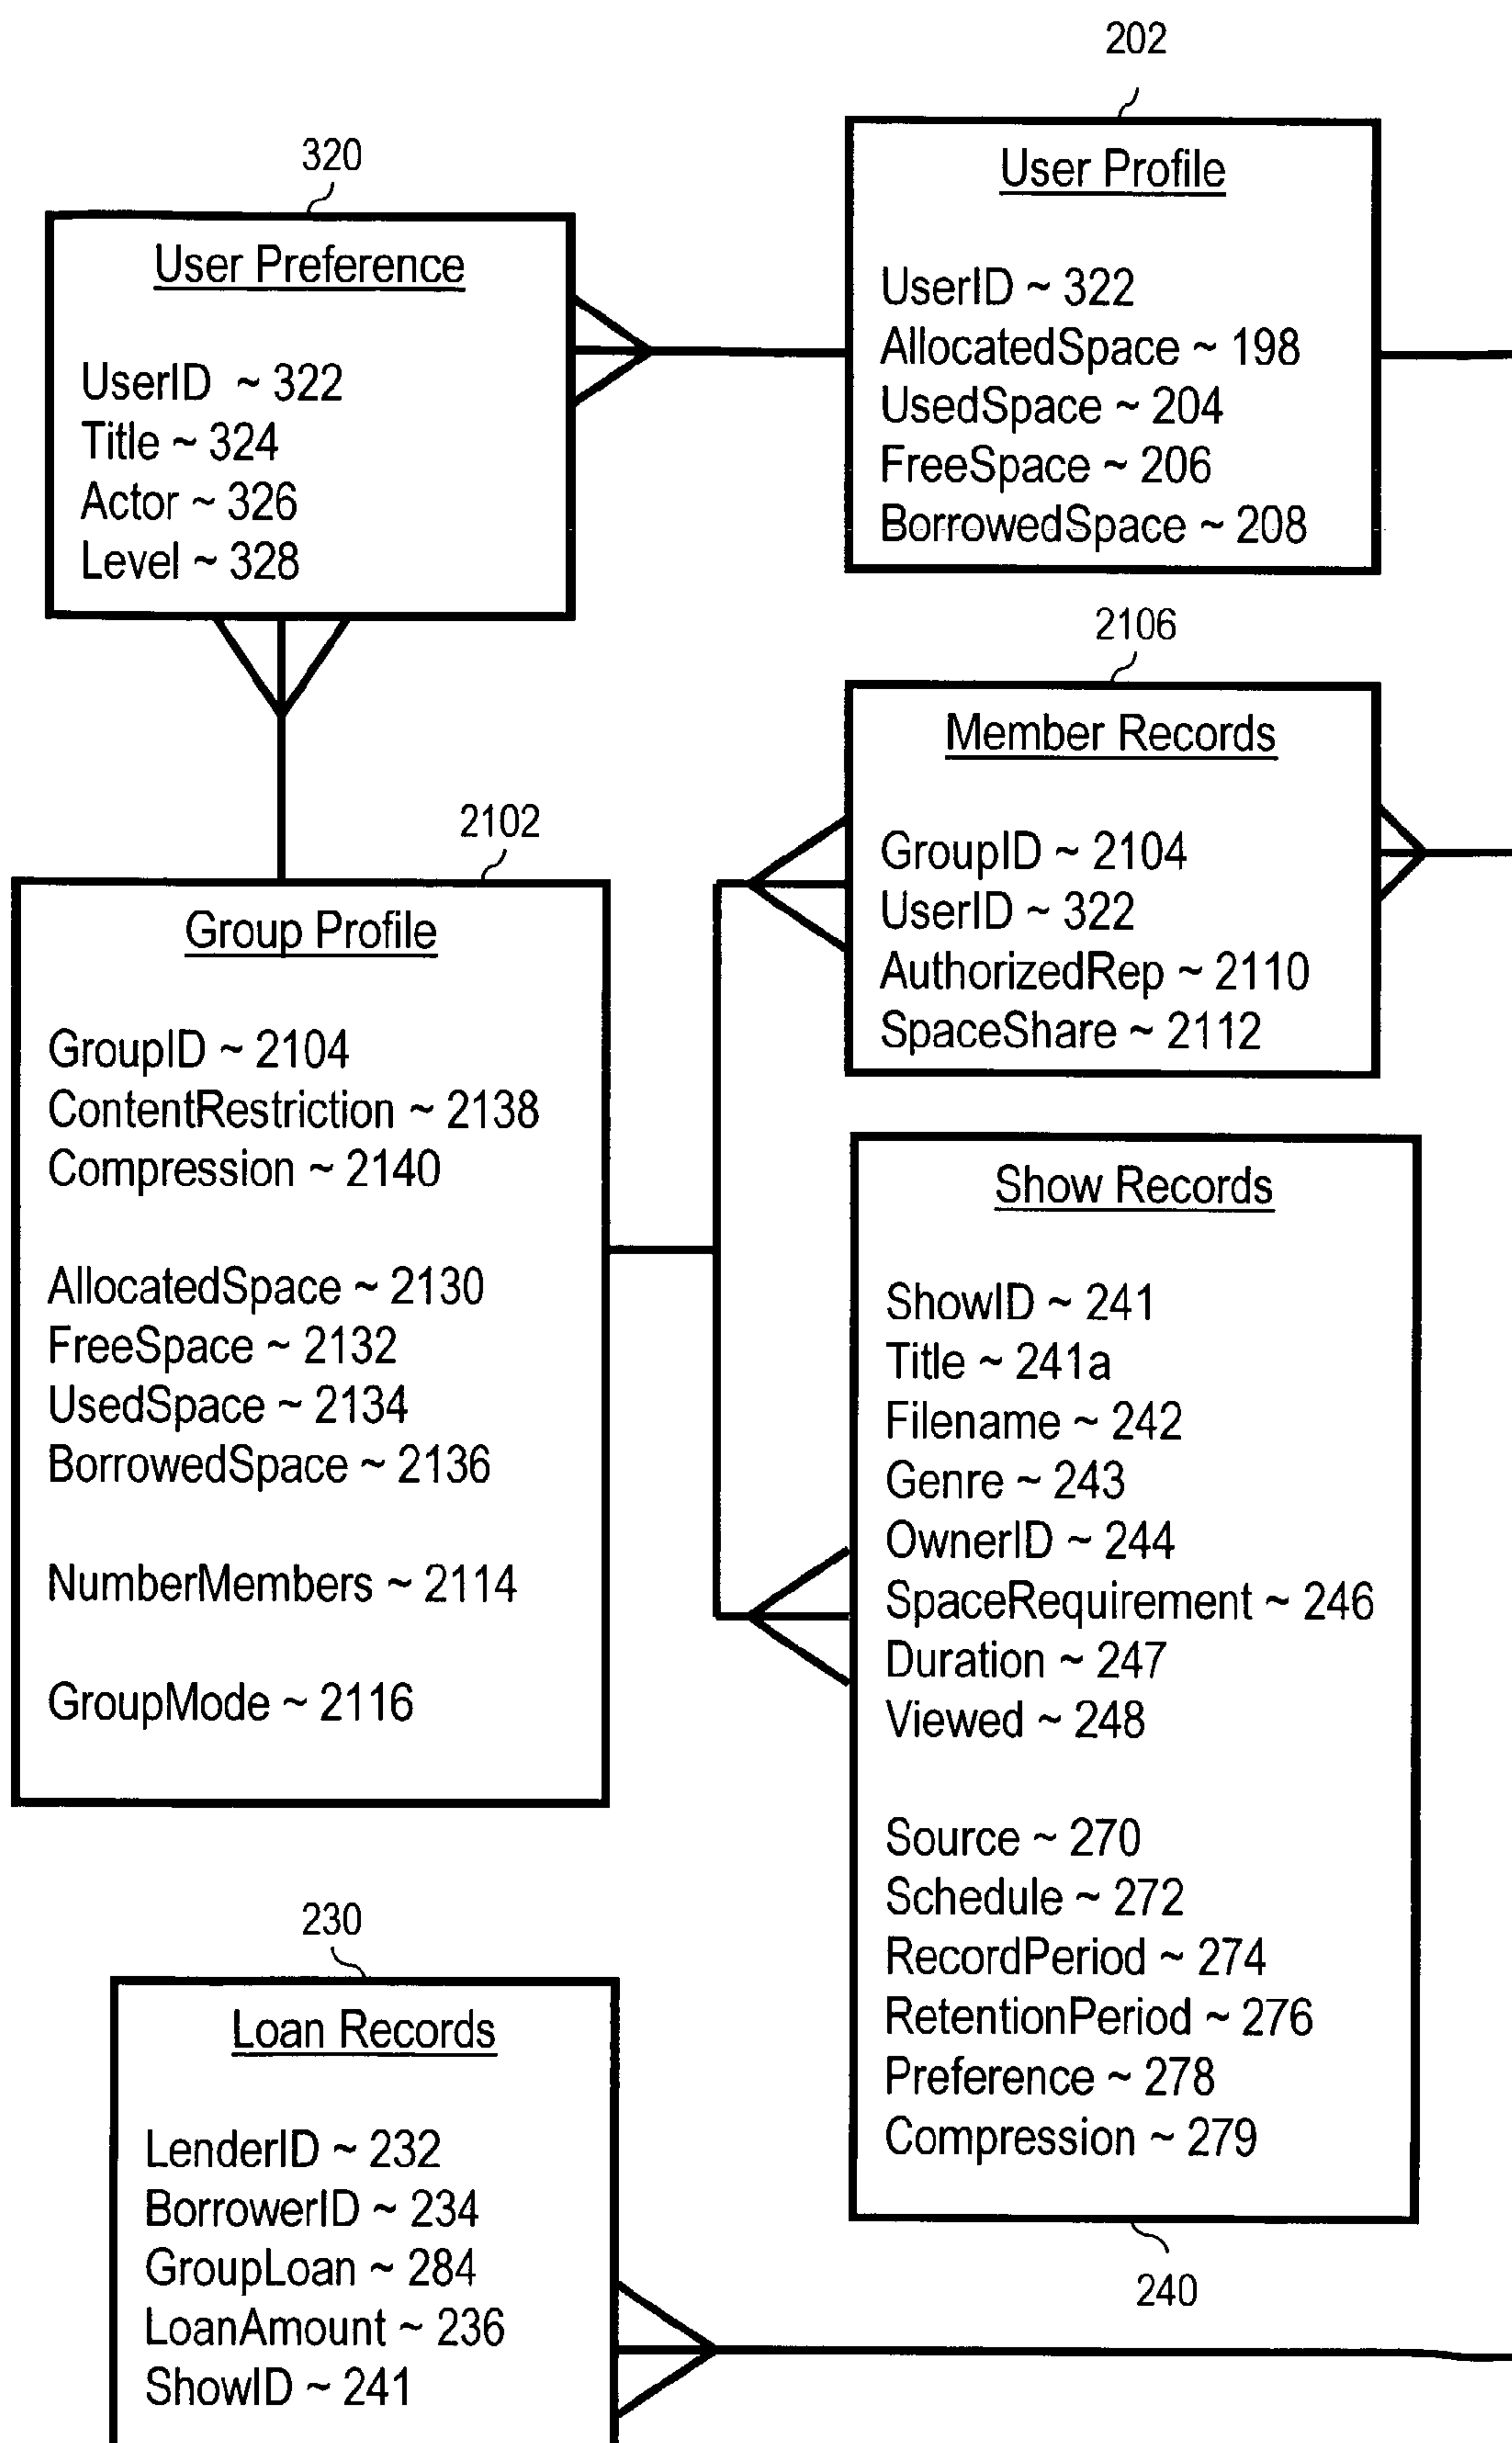 202
User Profile
UserID ~ 322
AllocatedSpace ~ 198
UsedSpace ~ 204
FreeSpace ~ 206
BorrowedSpace ~ 208
320
User Preference
UserID ~ 322
Title ~ 324
Actor ~ 326
Level ~ 328
2106
Member Records
GroupID ~ 2104
UserID ~ 322
AuthorizedRep ~ 2110
SpaceShare ~ 2112
2102
Group Profile
GroupID ~ 2104
ContentRestriction ~ 2138
Compression ~ 2140
AllocatedSpace ~ 2130
FreeSpace ~ 2132
UsedSpace ~ 2134
BorrowedSpace ~ 2136
NumberMembers ~ 2114
GroupMode ~ 2116
Show Records
ShowID ~ 241
Title ~ 241a
Filename ~ 242
Genre ~ 243
OwnerID ~ 244
SpaceRequirement ~ 246
Duration ~ 247
Viewed ~ 248
Source ~ 270
Schedule ~ 272
RecordPeriod ~ 274
RetentionPeriod ~ 276
Preference ~ 278
Compression ~ 279
240
230
Loan Records
LenderID ~ 232
BorrowerID ~ 234
GroupLoan ~ 284
LoanAmount ~ 236
ShowID ~ 241